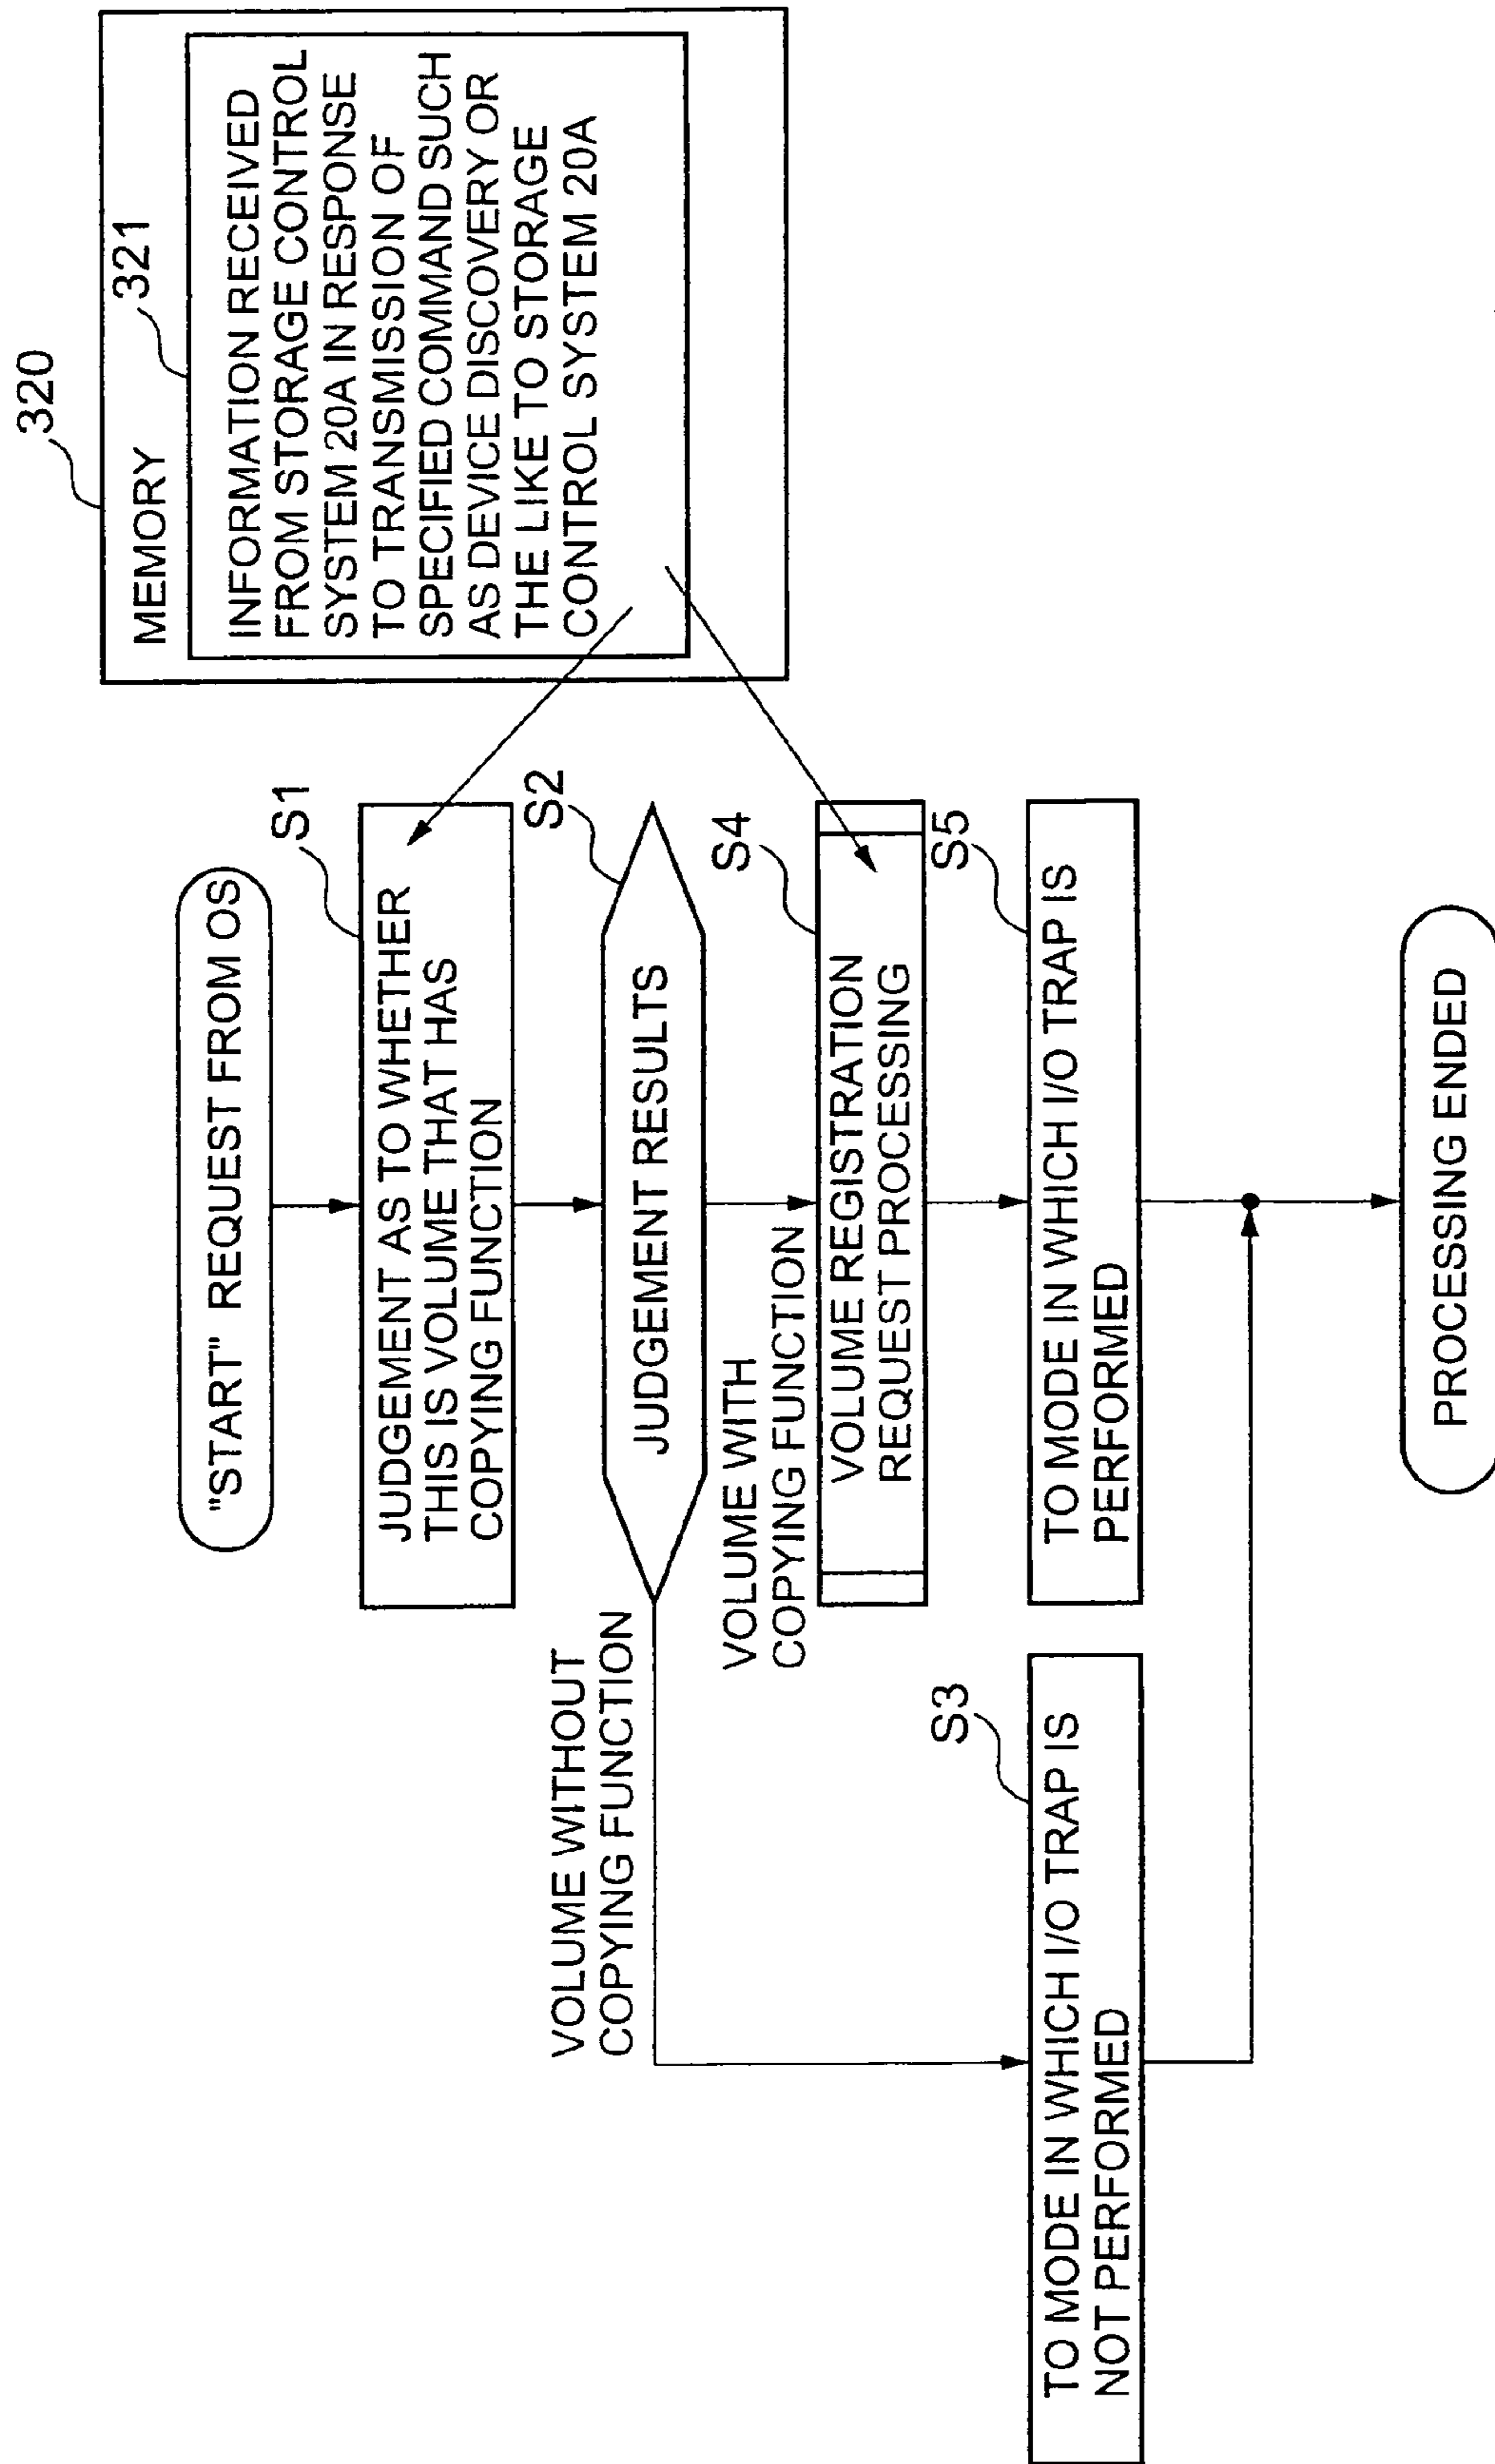 320
MEMORY
321
INFORMATION RECEIVED
FROM STORAGE CONTROL
SYSTEM 20A IN RESPONSE
TO TRANSMISSION OF
SPECIFIED COMMAND SUCH
AS DEVICE DISCOVERY OR
THE LIKE TO STORAGE
CONTROL SYSTEM 20A
"START" REQUEST FROM OS
S1
JUDGEMENT AS TO WHETHER
THIS IS VOLUME THAT HAS
COPYING FUNCTION
S2
JUDGEMENT RESULTS
VOLUME WITHOUT
COPYING FUNCTION
VOLUME WITH
COPYING FUNCTION
S4
VOLUME REGISTRATION
REQUEST PROCESSING
S3
TO MODE IN WHICH I/O TRAP IS
NOT PERFORMED
S5
TO MODE IN WHICH I/O TRAP IS
PERFORMED
PROCESSING ENDED